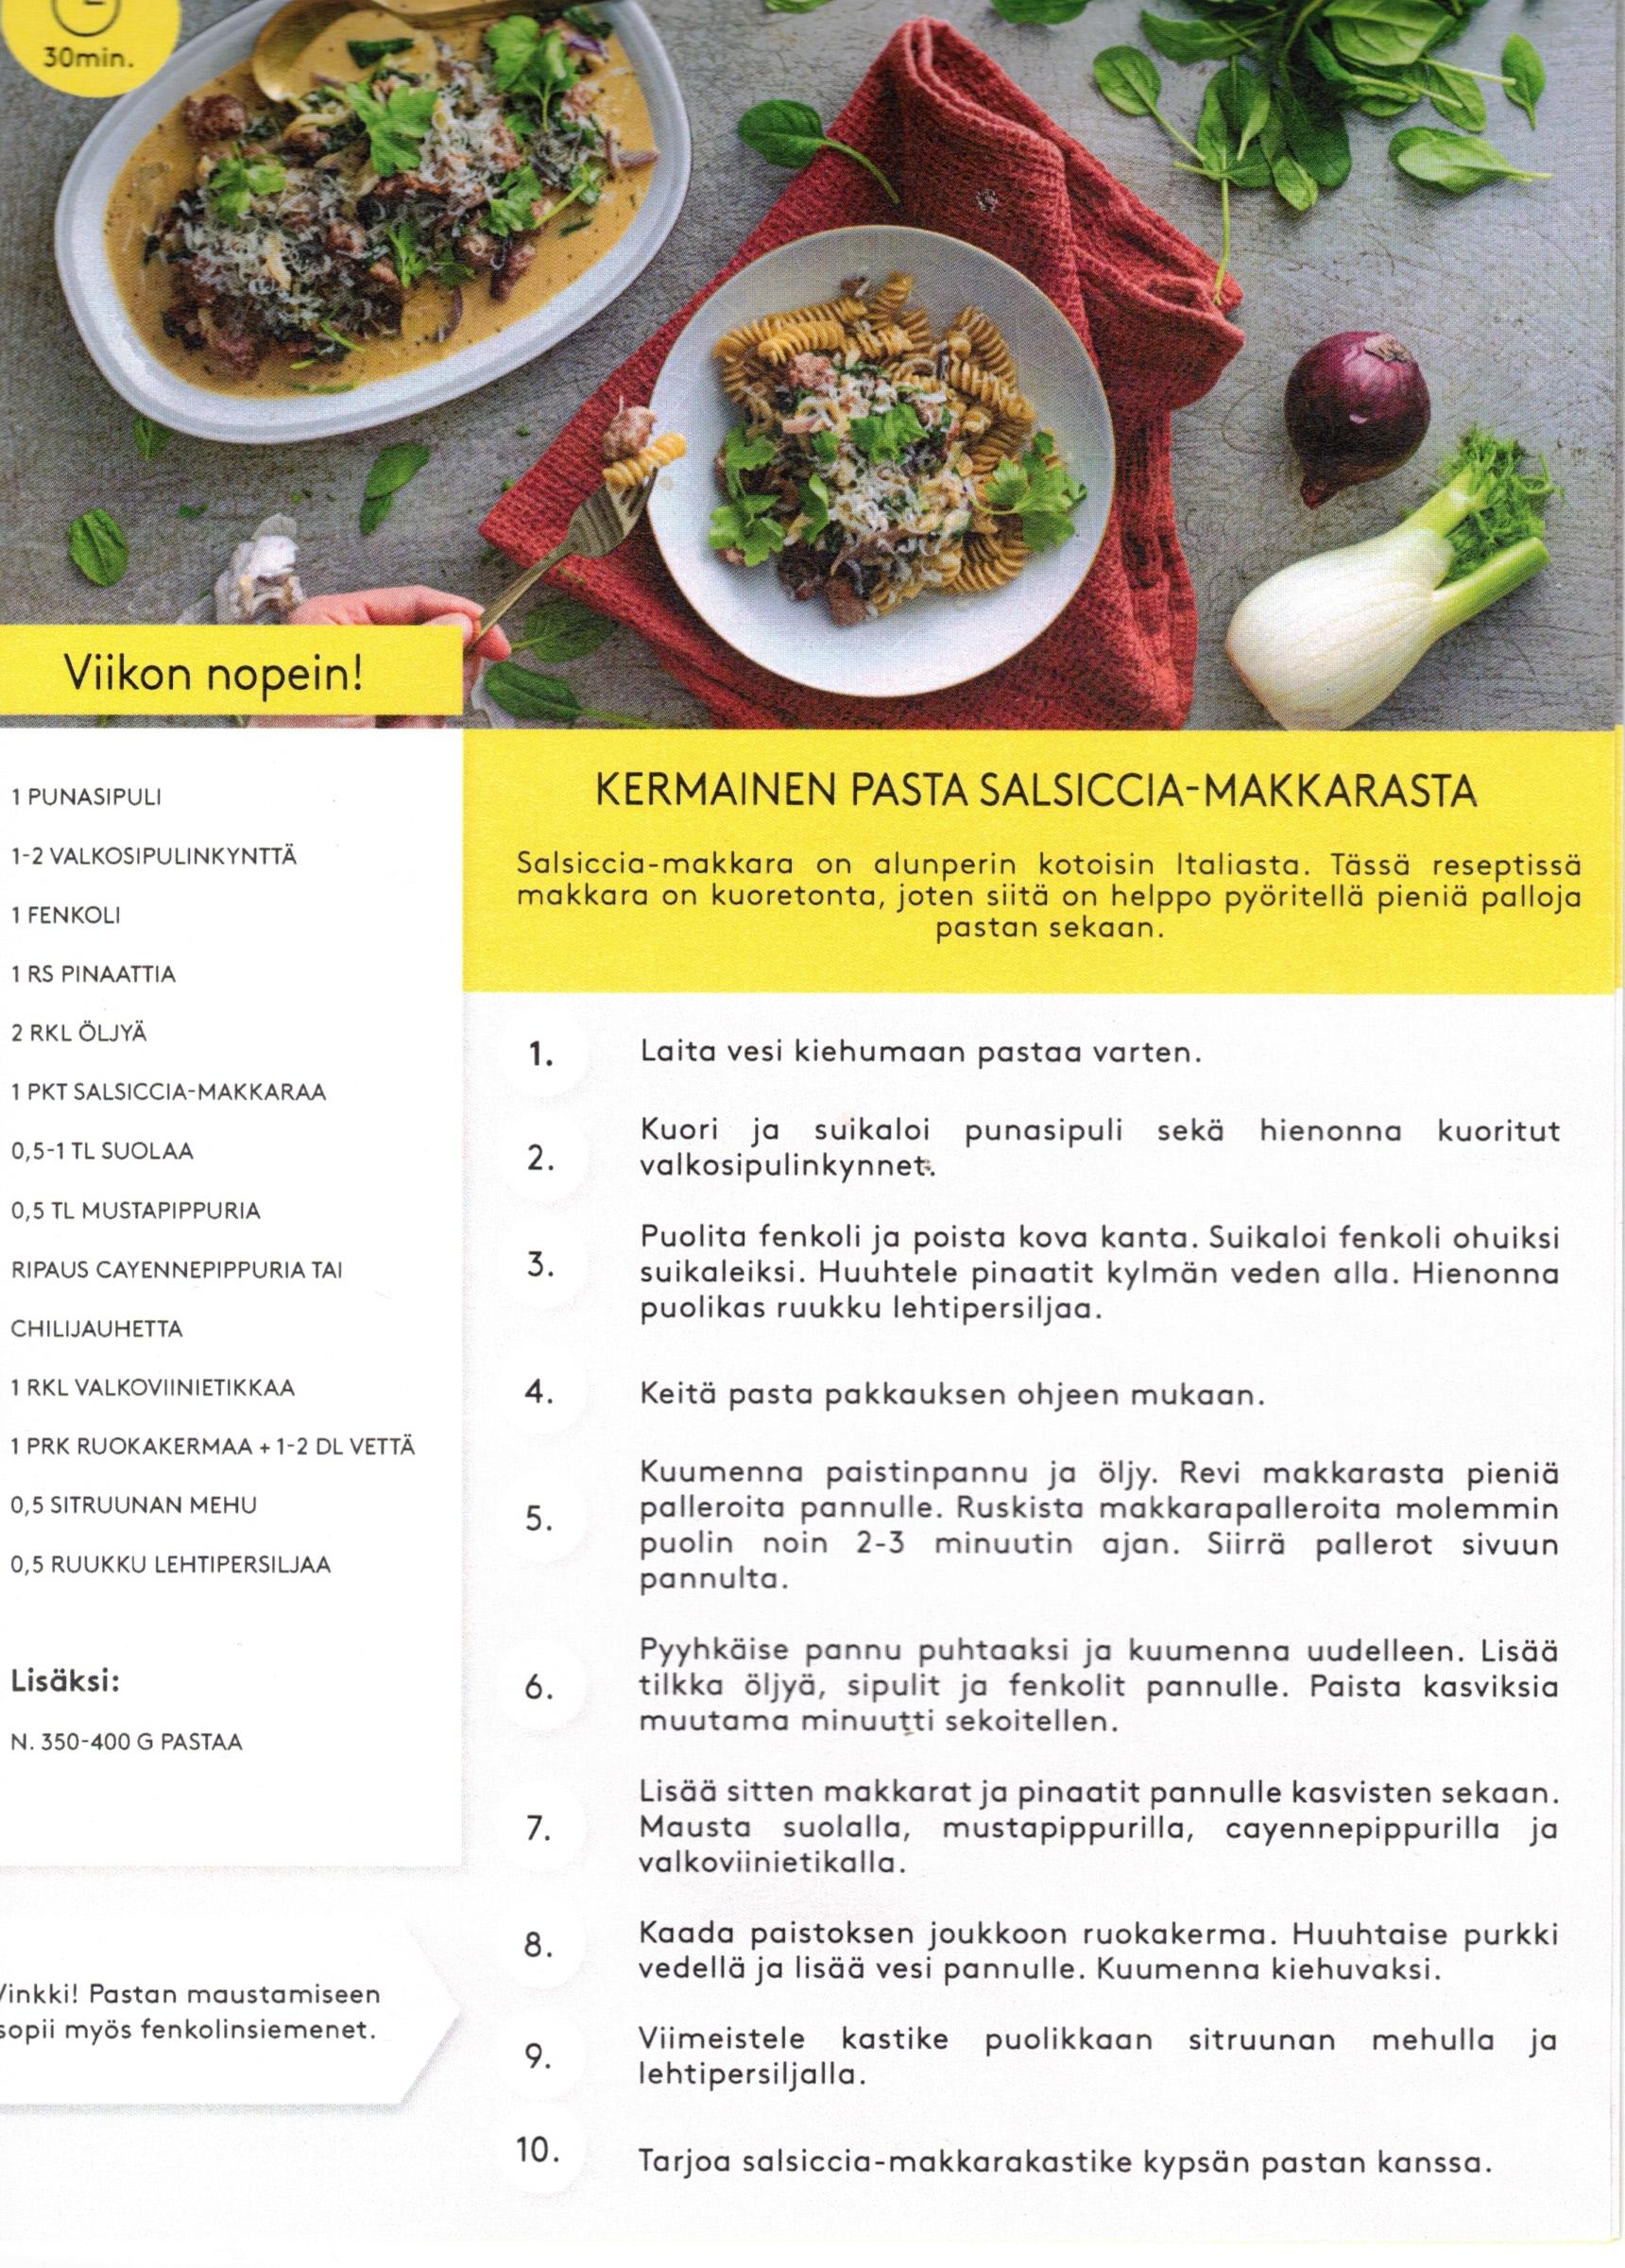 30min.
Viikon nopein!
1 PUNASIPULI
1-2 VALKOSIPULINKYNTTÄ
1 FENKOLI
1 RS PINAATTIA
2 RKL ÖLJYÄ
1 PKT SALSICCIA-MAKKARAA
0,5-1 TL SUOLAA
0,5 TL MUSTAPIPPURIA
RIPAUS CAYENNEPIPPURIA TAI
CHILIJAUHETTA
1 RKL VALKOVIINIETIKKAA
1 PRK RUOKAKERMAA + 1-2 DL VETTÄ
0,5 SITRUUNAN MEHU
0,5 RUUKKU LEHTIPERSILJAA
Lisäksi:
N. 350-400 G PASTAA
Vinkki! Pastan maustamiseen
sopii myös fenkolinsiemenet.
KERMAINEN PASTA SALSICCIA-MAKKARASTA
Salsiccia-makkara on alunperin kotoisin Italiasta. Tässä reseptissä
makkara on kuoretonta, joten siitä on helppo pyöritellä pieniä palloja
pastan sekaan.
1. Laita vesi kiehumaan pastaa varten.
2. Kuori ja suikaloi punasipuli sekä hienonna kuoritut
valkosipulinkynnet.
3. Puolita fenkoli ja poista kova kanta. Suikaloi fenkoli ohuiksi
suikaleiksi. Huuhtele pinaatit kylmän veden alla. Hienonna
puolikas ruukku lehtipersiljaa.
4. Keitä pasta pakkauksen ohjeen mukaan.
5. Kuumenna paistinpannu ja öljy. Revi makkarasta pieniä
palleroita pannulle. Ruskista makkarapalleroita molemmin
puolin noin 2-3 minuutin ajan. Siirrä pallerot sivuun
pannulta.
6. Pyyhkäise pannu puhtaaksi ja kuumenna uudelleen. Lisää
tilkka öljyä, sipulit ja fenkolit pannulle. Paista kasviksia
muutama minuutti sekoitellen.
7. Lisää sitten makkarat ja pinaatit pannulle kasvisten sekaan.
Mausta suolalla, mustapippurilla, cayennepippurilla ja
valkoviinietikalla.
8. Kaada paistoksen joukkoon ruokakerma. Huuhtaise purkki
vedellä ja lisää vesi pannulle. Kuumenna kiehuvaksi.
9. Viimeistele kastike puolikkaan sitruunan mehulla ja
lehtipersiljalla.
10. Tarjoa salsiccia-makkarakastike kypsän pastan kanssa.